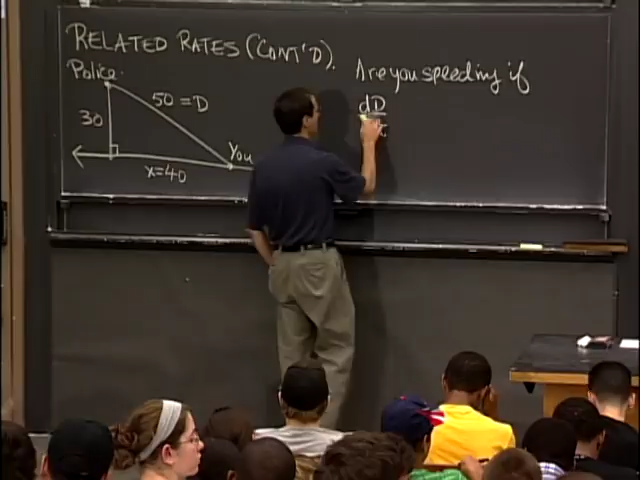 RELATED RATES (CONT'D).
Police
30
50 = D
You
x=40
Are you speeding if
dD